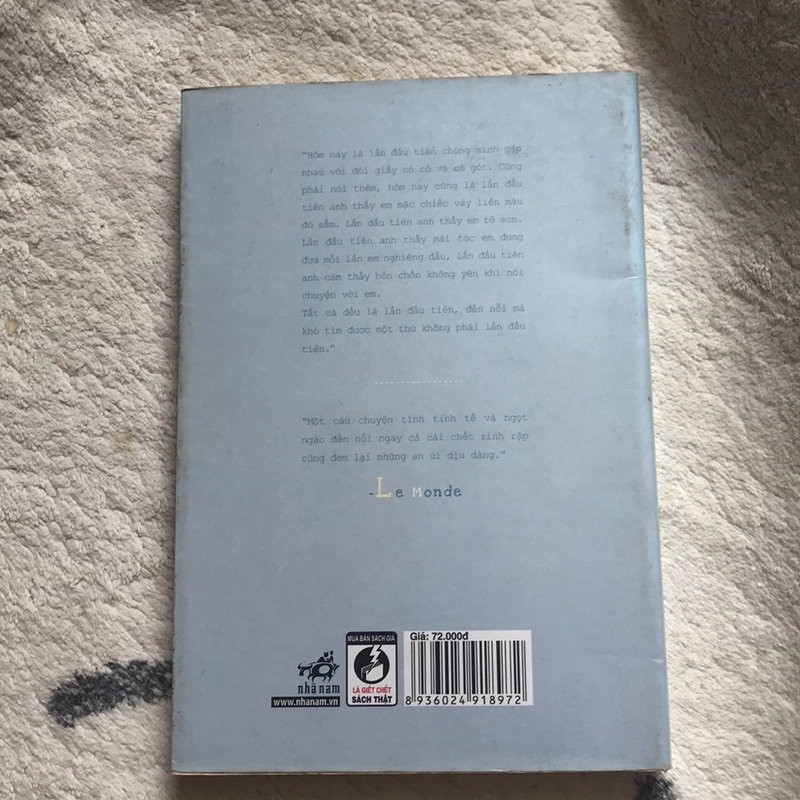 "Hôm nay là lần đầu tiên chúng mình gặp
nhau với đôi giầy có cổ và có gót. Cũng
phải nói thêm, hôm nay cũng là lần đầu
tiên anh thấy em mặc chiếc váy liền màu
đỏ sẫm. Lần đầu tiên anh thấy em tô son.
Lần đầu tiên anh thấy mái tóc em đung
đưa mỗi lần em nghiêng đầu, lần đầu tiên
anh cảm thấy bồn chồn không yên khi nói
chuyện với em.
Tất cả đều là lần đầu tiên, đến nỗi mà
khó tìm được một thứ không phải lần đầu
tiên."
"Một câu chuyện tình tinh tế và ngọt
ngào đến nỗi ngay cả cái chết rình rập
cũng đem lại những an ủi dịu dàng."
-Le Monde
MUA BÁN SÁCH GIẢ
LÀ GIẾT CHẾT
SÁCH THẬT
Giá: 72.000đ
nhã nam
www.nhanam.vn
8 936024 918972